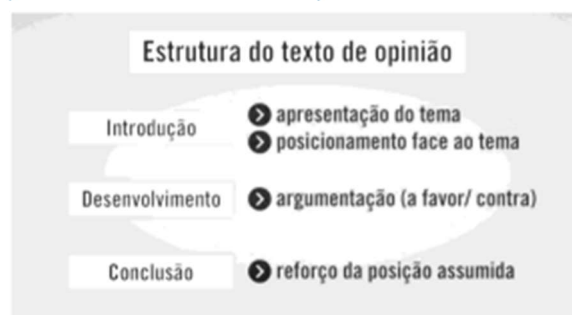 Estrutura do texto de opinião
Introdução
apresentação do tema
posicionamento face ao tema
Desenvolvimento
argumentação (a favor/ contra)
Conclusão
reforço da posição assumida